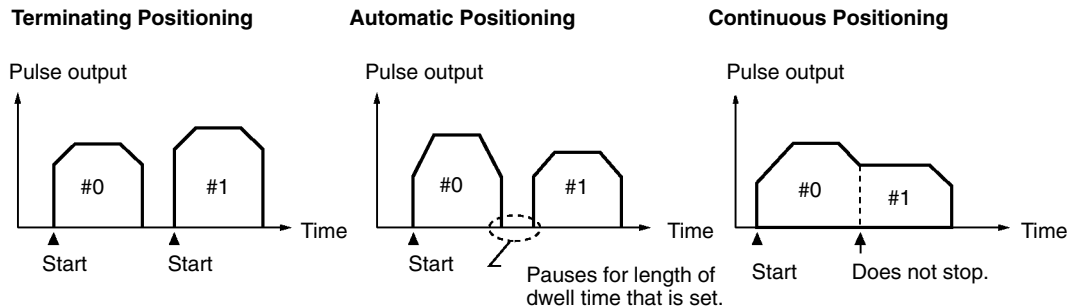 Terminating Positioning
Pulse output
#0
#1
Time
Start
Start
Automatic Positioning
Pulse output
#0
#1
Time
Start
Pauses for length of
dwell time that is set.
Continuous Positioning
Pulse output
#0
#1
Time
Start
Does not stop.